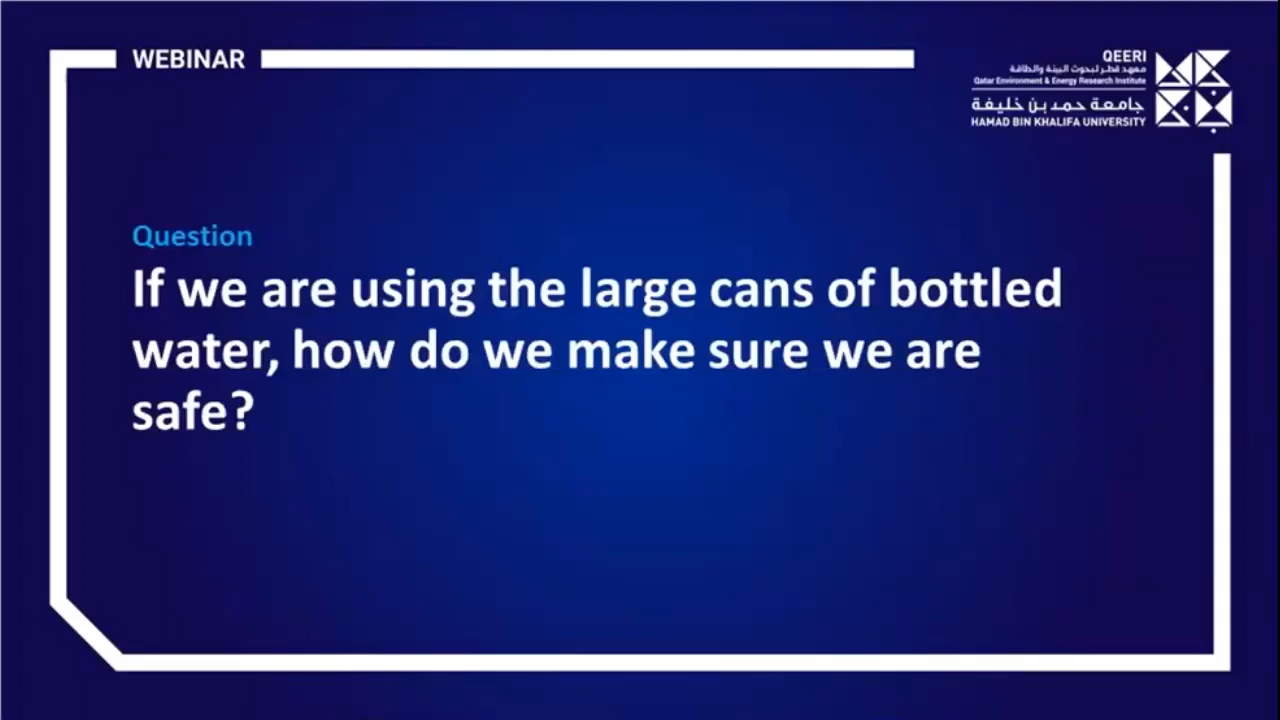 WEBINAR
QEERI
معهد قطر لبحوث البيئة والطاقة
Qatar Environment & Energy Research Institute
جامعة حمد بن خليفة
HAMAD BIN KHALIFA UNIVERSITY
Question
If we are using the large cans of bottled
water, how do we make sure we are
safe?